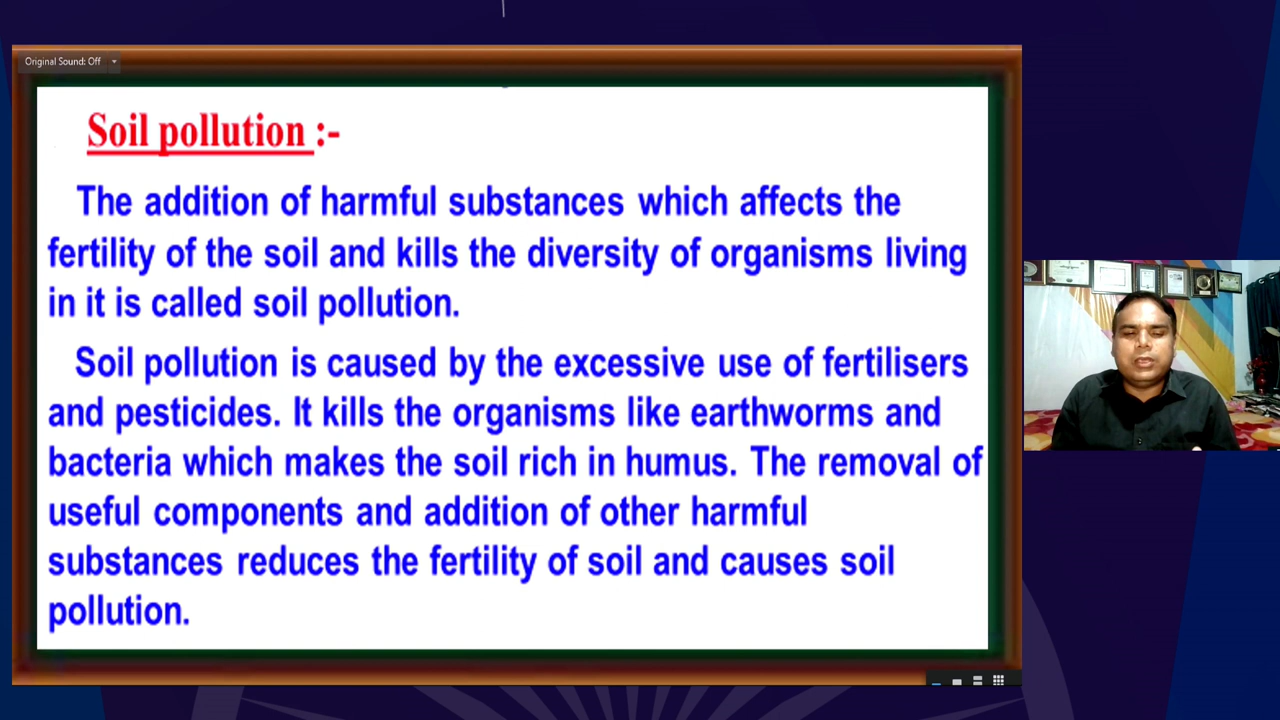 Original Sound: Off
Soil pollution :-
The addition of harmful substances which affects the
fertility of the soil and kills the diversity of organisms living
in it is called soil pollution.
Soil pollution is caused by the excessive use of fertilisers
and pesticides. It kills the organisms like earthworms and
bacteria which makes the soil rich in humus. The removal of
useful components and addition of other harmful
substances reduces the fertility of soil and causes soil
pollution.